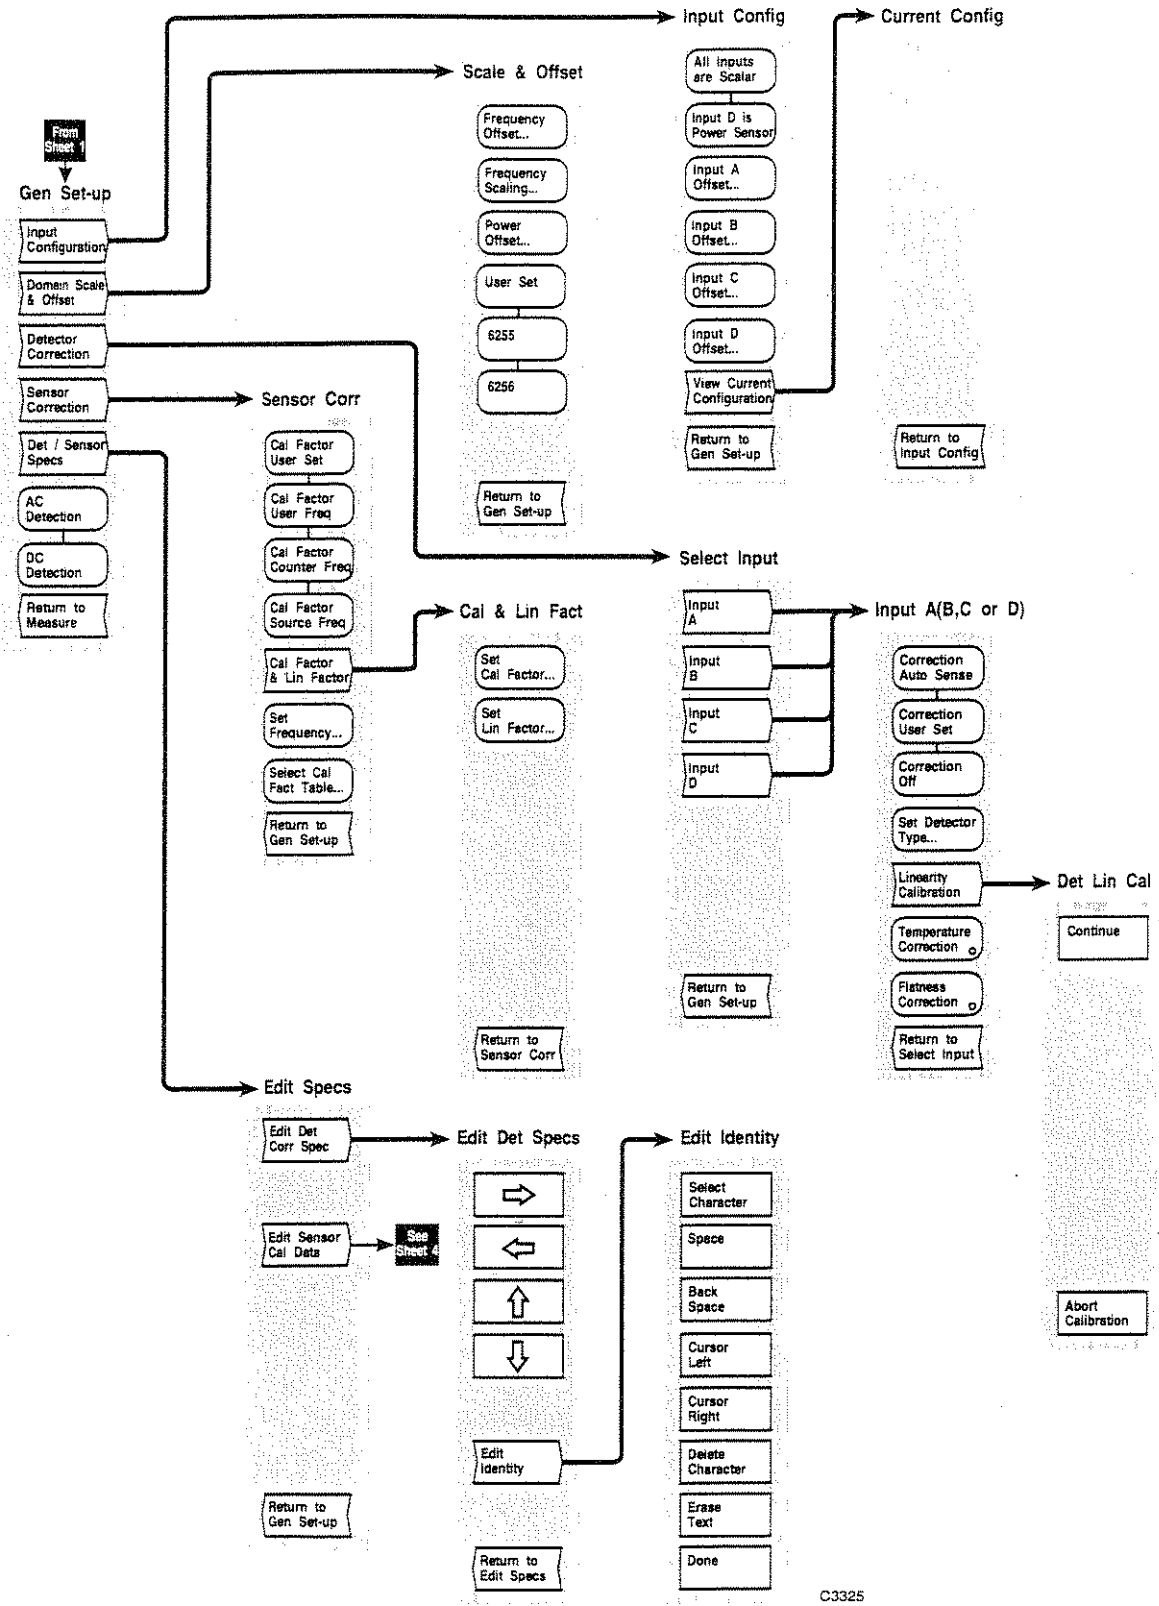 From
Sheet 1
Gen Set-up
Input
Configuration
Domain Scale
& Offset
Detector
Correction
Sensor
Correction
Det / Sensor
Specs
AC
Detection
DC
Detection
Return to
Measure
Scale & Offset
Frequency
Offset...
Frequency
Scaling...
Power
Offset...
User Set
6255
6256
Return to
Gen Set-up
Input Config
All Inputs
are Scalar
Input D is
Power Sensor
Input A
Offset...
Input B
Offset...
Input C
Offset...
Input D
Offset...
View Current
Configuration
Return to
Gen Set-up
Current Config
Return to
Input Config
Sensor Corr
Cal Factor
User Set
Cal Factor
User Freq
Cal Factor
Counter Freq
Cal Factor
Source Freq
Cal Factor
& Lin Factor
Set
Frequency...
Select Cal
Fact Table...
Return to
Gen Set-up
Cal & Lin Fact
Set
Cal Factor...
Set
Lin Factor...
Return to
Sensor Corr
Select Input
Input
A
Input
B
Input
C
Input
D
Return to
Gen Set-up
Input A(B,C or D)
Correction
Auto Sense
Correction
User Set
Correction
Off
Set Detector
Type...
Linearity
Calibration
Temperature
Correction
Flatness
Correction
Return to
Select Input
Det Lin Cal
Continue
Abort
Calibration
Edit Specs
Edit Det
Corr Spec
Edit Sensor
Cal Data
See
Sheet 4
Return to
Gen Set-up
Edit Det Specs
Edit
Identity
Return to
Edit Specs
Edit Identity
Select
Character
Space
Back
Space
Cursor
Left
Cursor
Right
Delete
Character
Erase
Text
Done
C3325